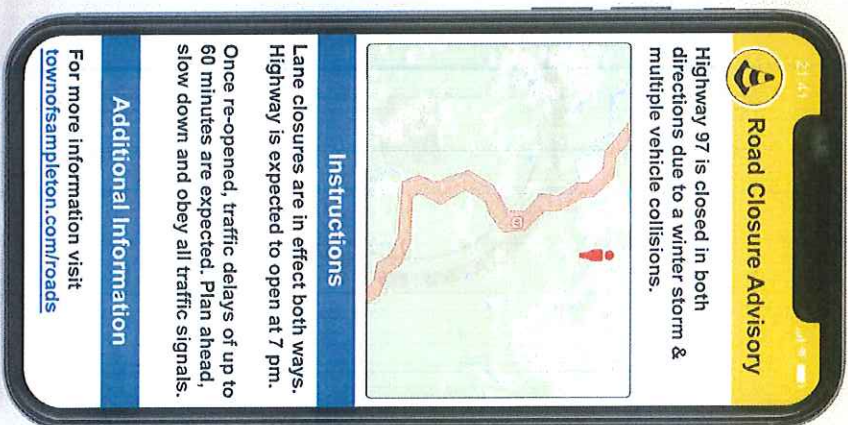 21:41
Road Closure Advisory
Highway 97 is closed in both
directions due to a winter storm &
multiple vehicle collisions.
97
Instructions
Lane closures are in effect both ways.
Highway is expected to open at 7 pm.
Once re-opened, traffic delays of up to
60 minutes are expected. Plan ahead,
slow down and obey all traffic signals.
Additional Information
For more information visit
townofsampleton.com/roads